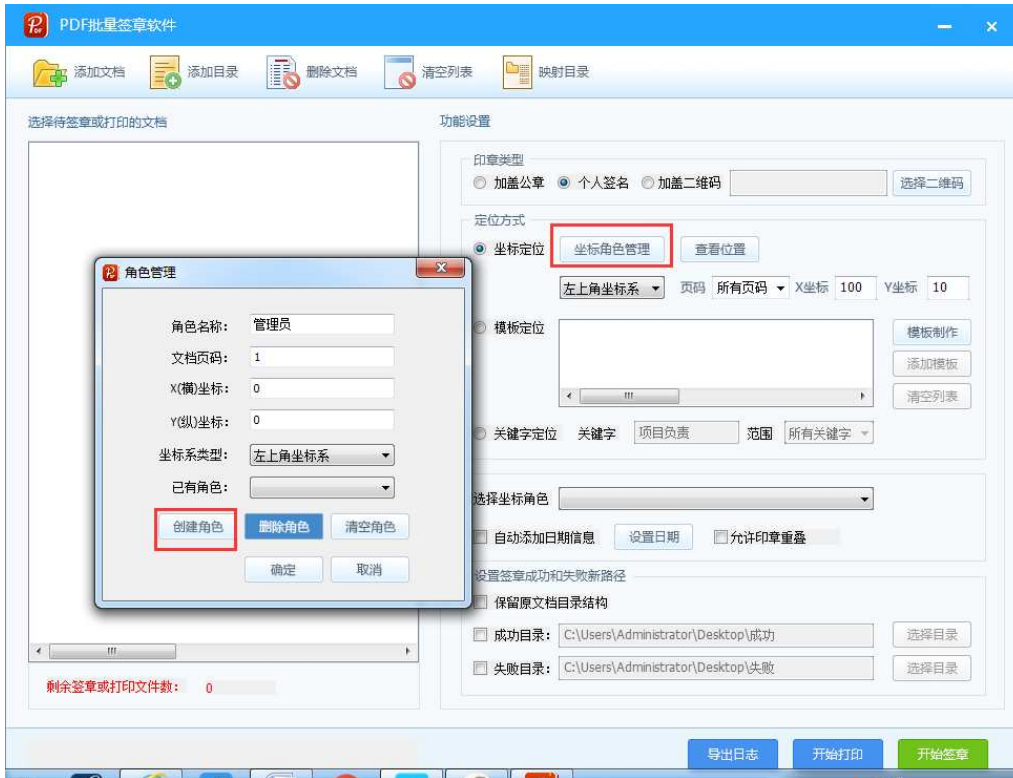 PDF批量签章软件
添加文档 添加目录 删除文档 清空列表 映射目录
选择待签章或打印的文档
功能设置
印章类型
加盖公章 个人签名 加盖二维码 选择二维码
定位方式
坐标定位 坐标角色管理 查看位置
左上角坐标系 页码 所有页码 X坐标 100 Y坐标 10
模板定位 模板制作
添加模板
清空列表
关键字定位 关键字 项目负责 范围 所有关键字
角色管理
角色名称: 管理员
文档页码: 1
X(横)坐标: 0
Y(纵)坐标: 0
坐标系类型: 左上角坐标系
已有角色:
创建角色 删除角色 清空角色
确定 取消
选择坐标角色
自动添加日期信息 设置日期 允许印章重叠
设置签章成功和失败新路径
保留原文档目录结构
成功目录: C:\Users\Administrator\Desktop\成功 选择目录
失败目录: C:\Users\Administrator\Desktop\失败 选择目录
剩余签章或打印文件数: 0
导出日志 开始打印 开始签章